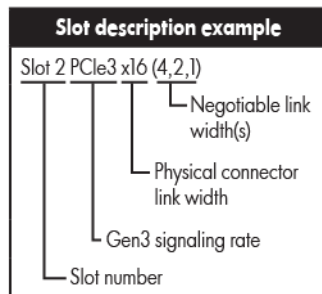 Slot description example
Slot 2 PCIe3 x16 (4,2,1)
Negotiable link
width(s)
Physical connector
link width
Gen3 signaling rate
Slot number